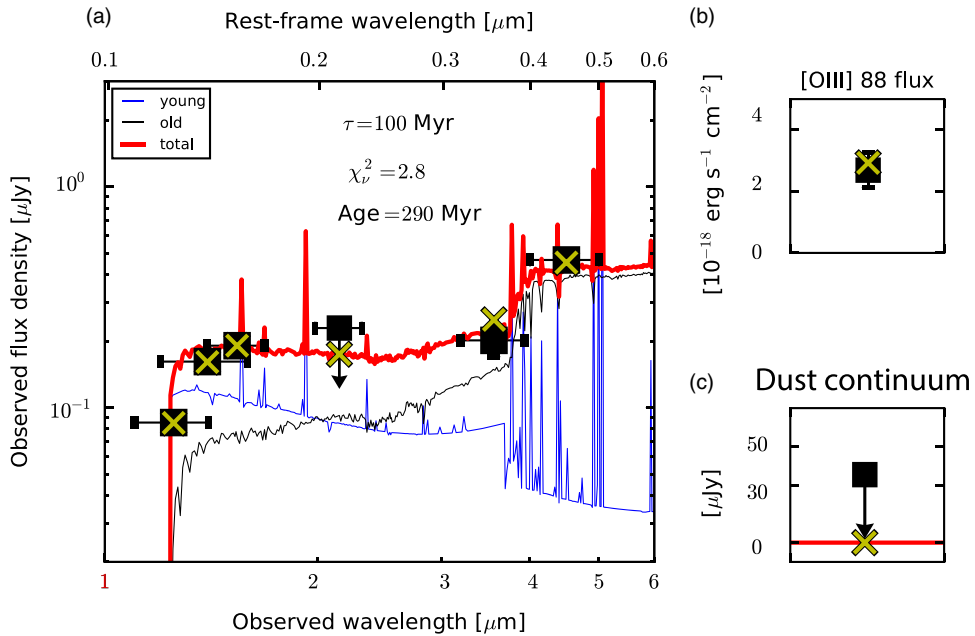 (a)
Rest-frame wavelength [μm]
0.1 0.2 0.3 0.4 0.5 0.6
young
old
total
τ=100 Myr
χ²ν=2.8
Age=290 Myr
10⁰
10⁻¹
Observed flux density [μJy]
1 2 3 4 5 6
Observed wavelength [μm]
(b)
[OIII] 88 flux
4
2
0
[10⁻¹⁸ erg s⁻¹ cm⁻²]
(c)
Dust continuum
50
30
0
[μJy]